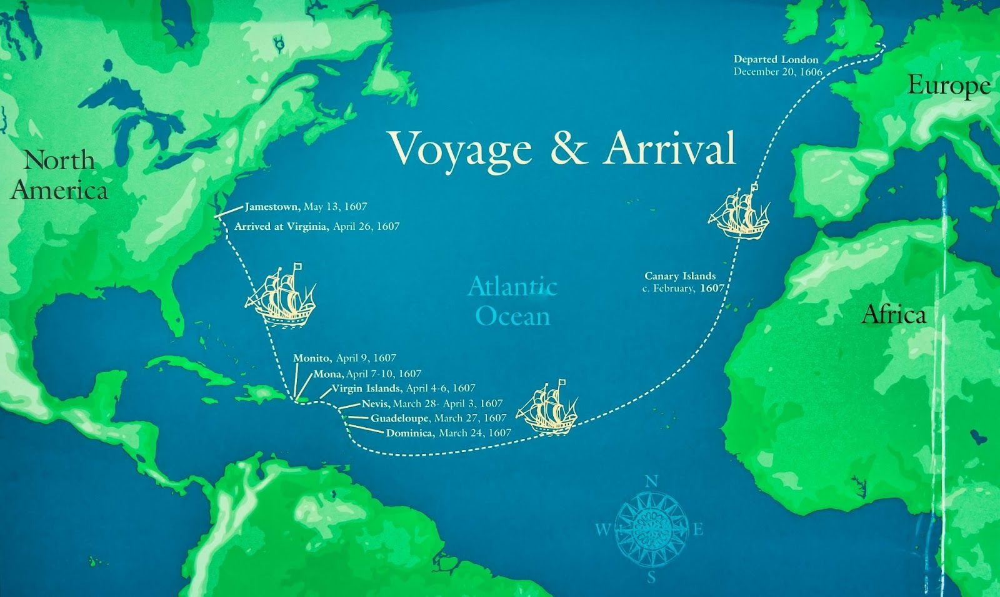 Departed London
December 20, 1606
Europe
Voyage & Arrival
North
America
Jamestown, May 13, 1607
Arrived at Virginia, April 26, 1607
Canary Islands
c. February, 1607
Atlantic
Ocean
Africa
Monito, April 9, 1607
Mona, April 7-10, 1607
Virgin Islands, April 4-6, 1607
Nevis, March 28- April 3, 1607
Guadeloupe, March 27, 1607
Dominica, March 24, 1607
N
W E
S